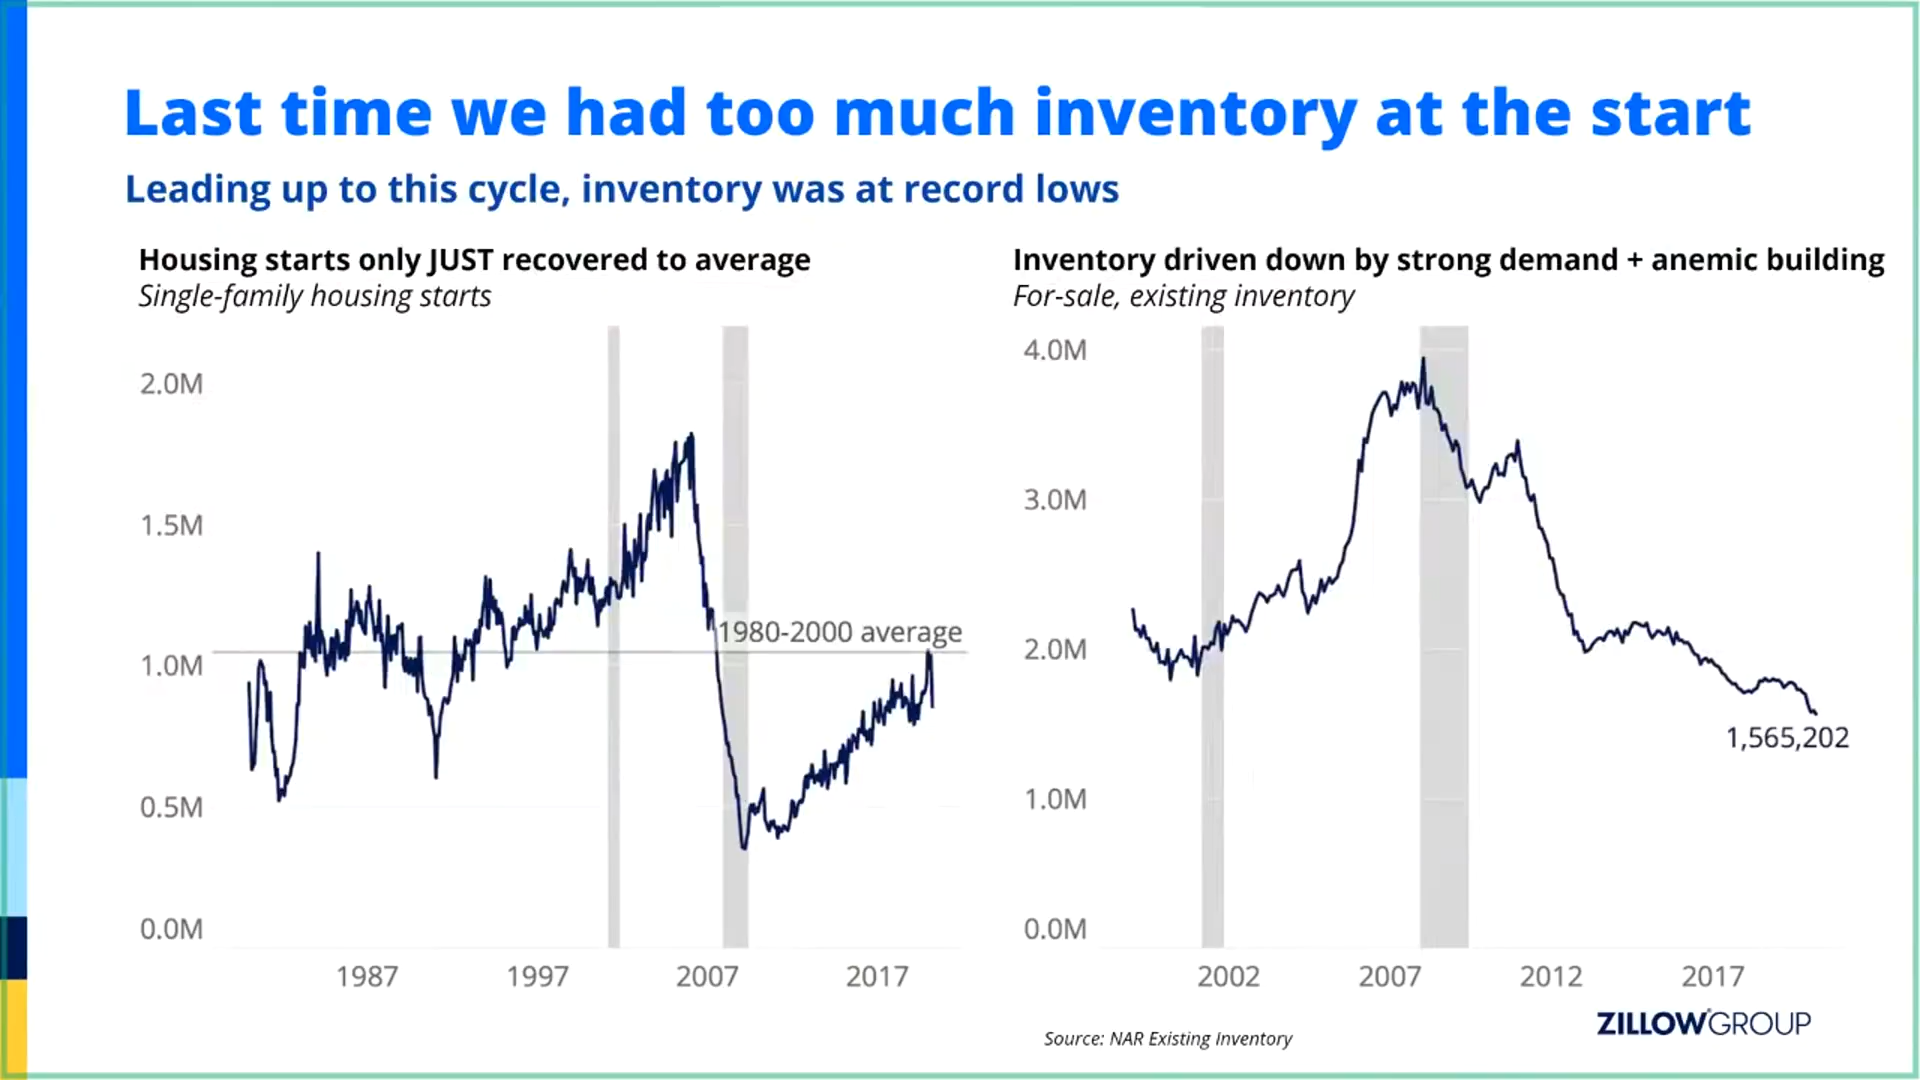 Last time we had too much inventory at the start
Leading up to this cycle, inventory was at record lows
Housing starts only JUST recovered to average
Single-family housing starts
2.0M
1.5M
1.0M
0.5M
0.0M
1980-2000 average
1987 1997 2007 2017
Inventory driven down by strong demand + anemic building
For-sale, existing inventory
4.0M
3.0M
2.0M
1.0M
0.0M
1,565,202
2002 2007 2012 2017
Source: NAR Existing Inventory
ZILLOW GROUP